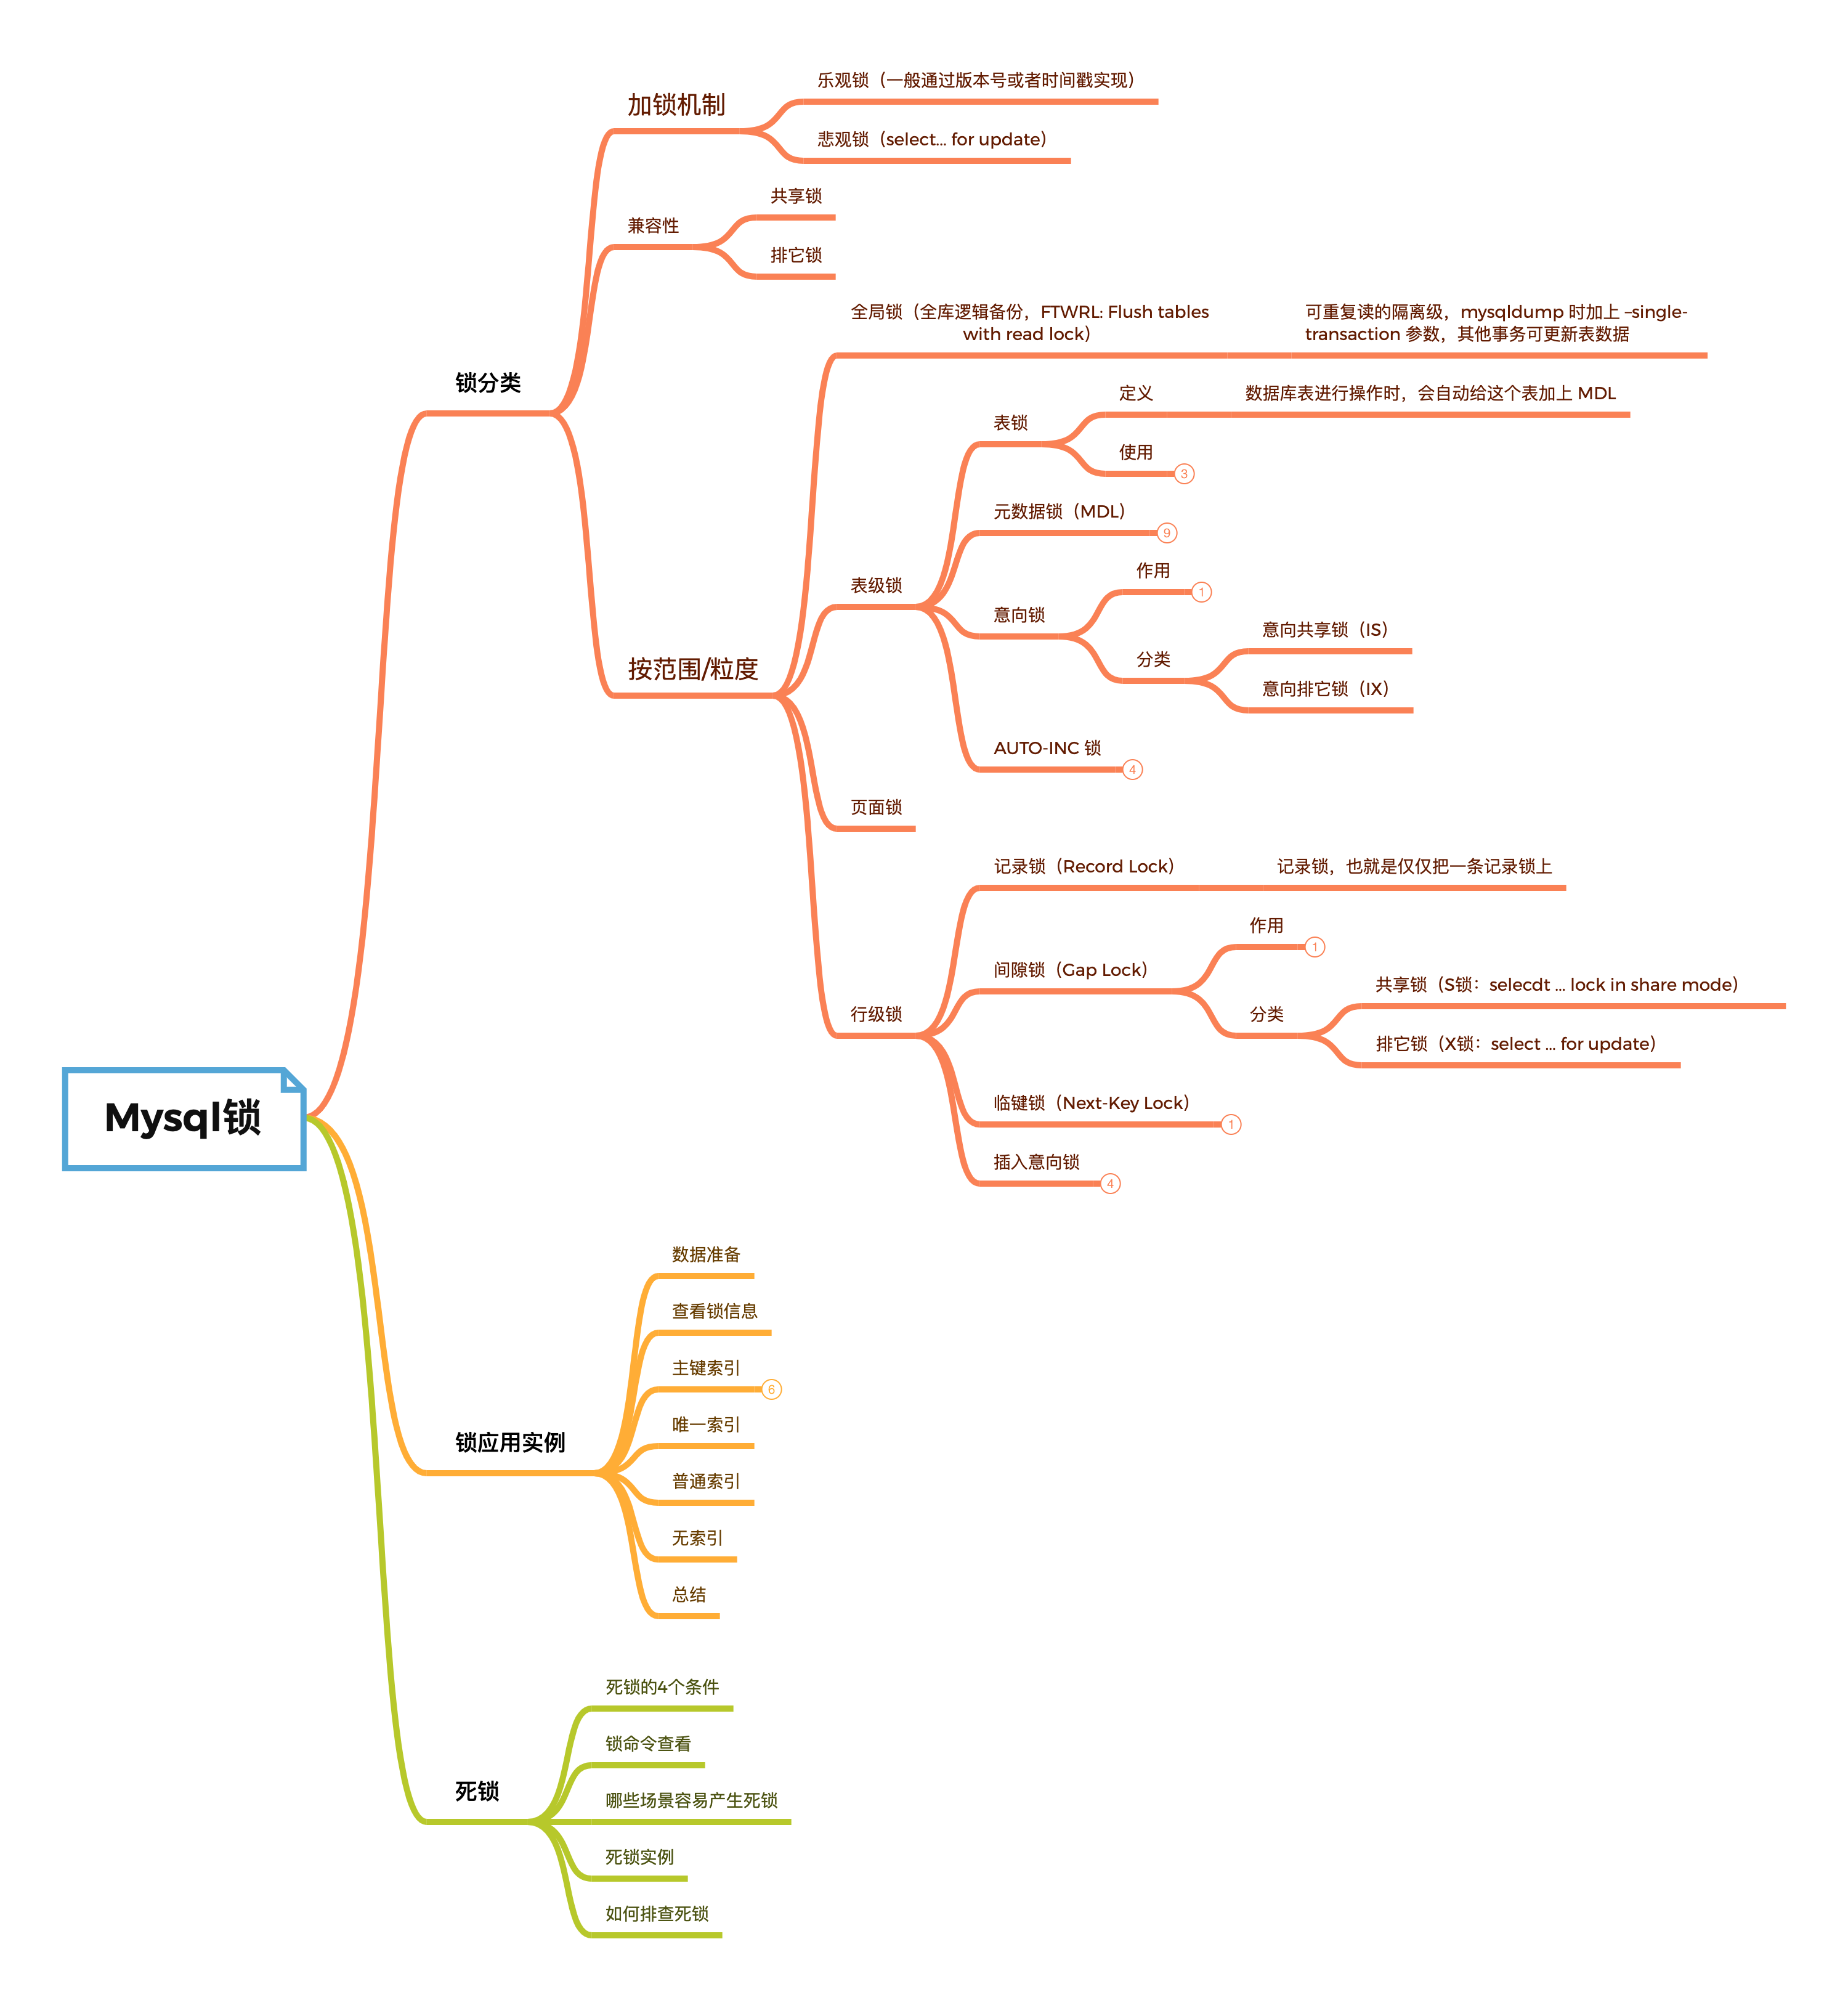 Mysql锁
锁分类
加锁机制
乐观锁（一般通过版本号或者时间戳实现）
悲观锁（select... for update）
兼容性
共享锁
排它锁
按范围/粒度
全局锁（全库逻辑备份，FTWRL: Flush tables
with read lock）
可重复读的隔离级，mysqldump 时加上 –single-
transaction 参数，其他事务可更新表数据
表级锁
表锁
定义
数据库表进行操作时，会自动给这个表加上 MDL
使用
3
元数据锁（MDL）
9
意向锁
作用
1
分类
意向共享锁（IS）
意向排它锁（IX）
AUTO-INC 锁
4
页面锁
行级锁
记录锁（Record Lock）
记录锁，也就是仅仅把一条记录锁上
间隙锁（Gap Lock）
作用
1
分类
共享锁（S锁：selecdt ... lock in share mode）
排它锁（X锁：select ... for update）
临键锁（Next-Key Lock）
1
插入意向锁
4
锁应用实例
数据准备
查看锁信息
主键索引
6
唯一索引
普通索引
无索引
总结
死锁
死锁的4个条件
锁命令查看
哪些场景容易产生死锁
死锁实例
如何排查死锁